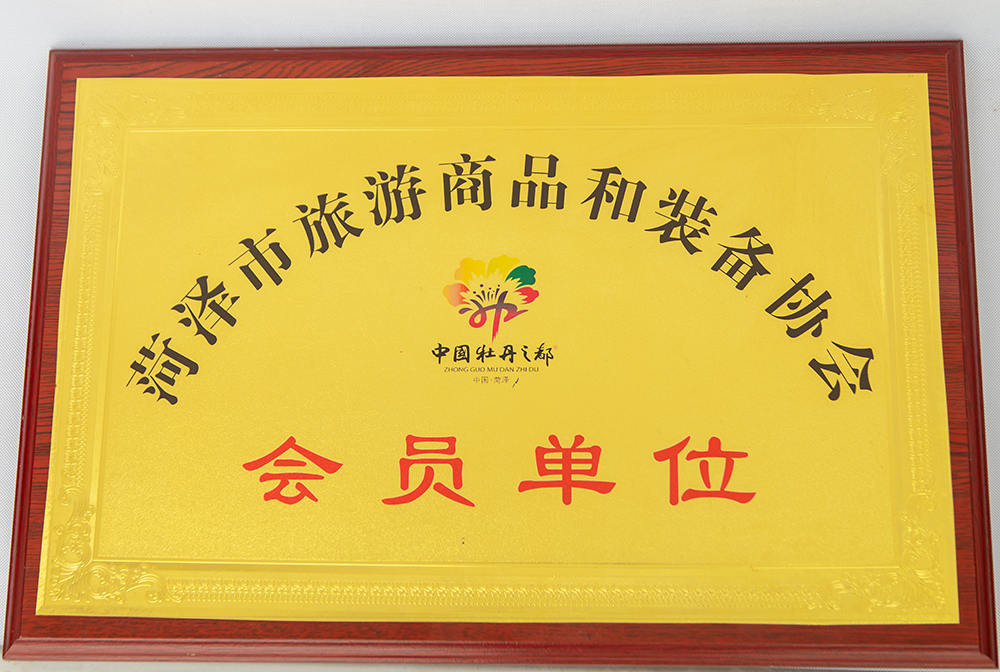 菏泽市旅游商品和装备协会
中国牡丹之都
ZHONG GUO MU DAN ZHI DU
中国·菏泽
会员单位